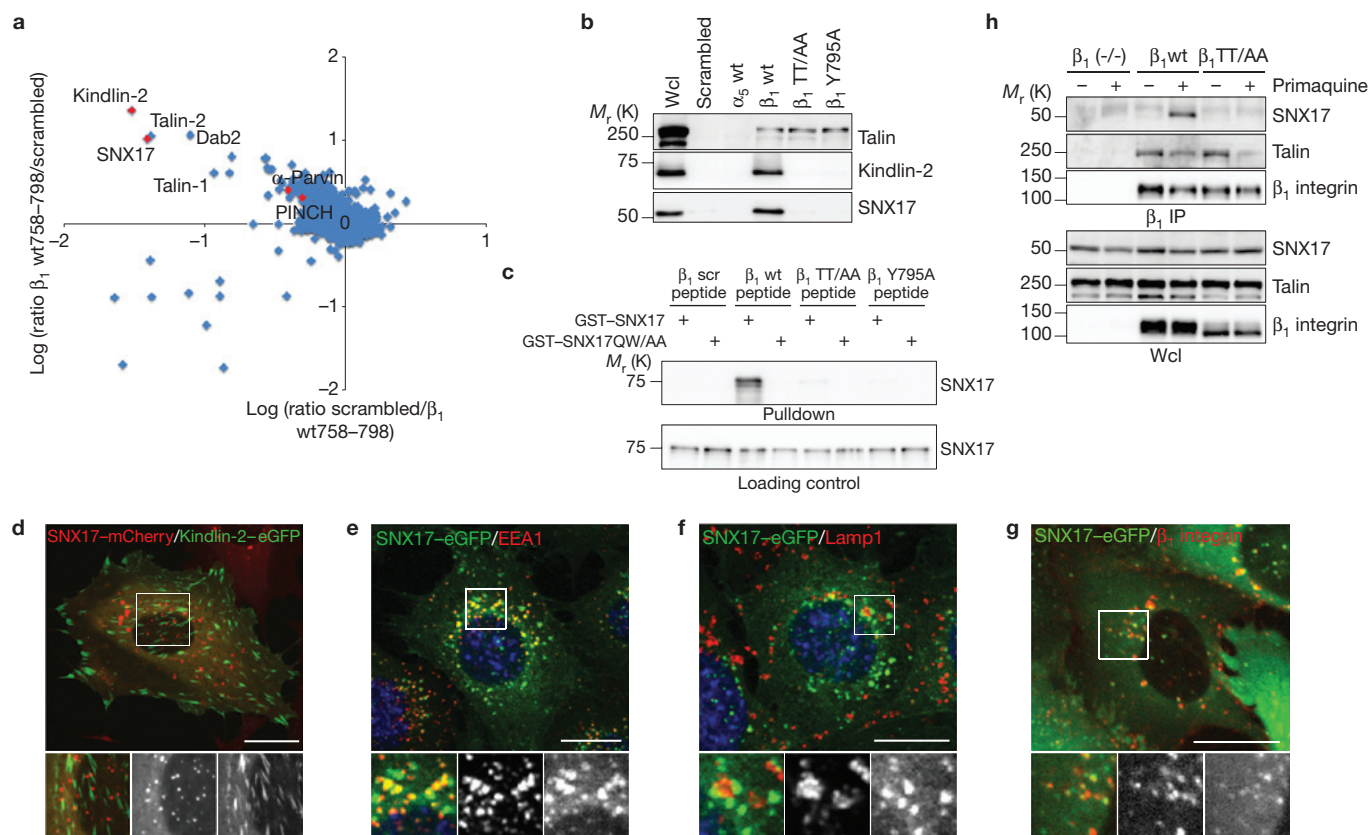 a
Log (ratio β1 wt758–798/scrambled)
2
1
0
−1
−2
−2
−1
1
Kindlin-2
Talin-2
Dab2
SNX17
Talin-1
α-Parvin
PINCH
Log (ratio scrambled/β1
wt758–798)
b
Wcl
Scrambled
α5 wt
β1 wt
β1 TT/AA
β1 Y795A
Mr (K)
250
Talin
75
Kindlin-2
50
SNX17
c
β1 scr peptide
β1 wt peptide
β1 TT/AA peptide
β1 Y795A peptide
GST–SNX17 + + + +
GST–SNX17QW/AA + + + +
Mr (K)
75
SNX17
Pulldown
75
SNX17
Loading control
h
β1 (-/-) β1wt β1TT/AA
Mr (K) – + – + – + Primaquine
50
SNX17
250
Talin
150
100
β1 integrin
β1 IP
50
SNX17
250
Talin
150
100
β1 integrin
Wcl
d
SNX17–mCherry/Kindlin-2–eGFP
e
SNX17–eGFP/EEA1
f
SNX17–eGFP/Lamp1
g
SNX17–eGFP/β1 integrin